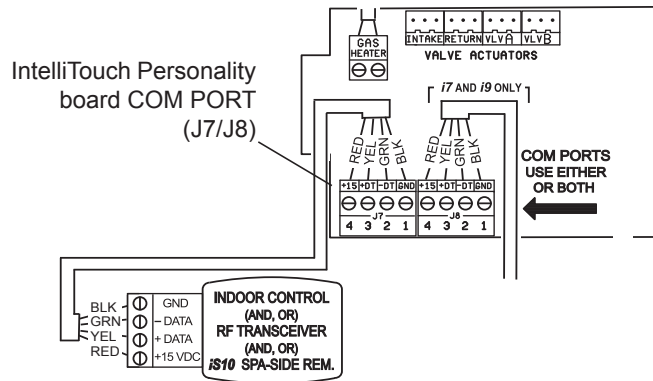 GAS
HEATER
INTAKE RETURN VLV A VLV B
VALVE ACTUATORS
IntelliTouch Personality
board COM PORT
(J7/J8)
i7 AND i9 ONLY
RED YEL GRN BLK RED YEL GRN BLK
COM PORTS
USE EITHER
OR BOTH
+15 +DT -DT GND +15 +DT -DT GND
J7 J8
4 3 2 1 4 3 2 1
BLK GND
GRN – DATA
YEL + DATA
RED +15 VDC
INDOOR CONTROL
(AND, OR)
RF TRANSCEIVER
(AND, OR)
iS10 SPA-SIDE REM.